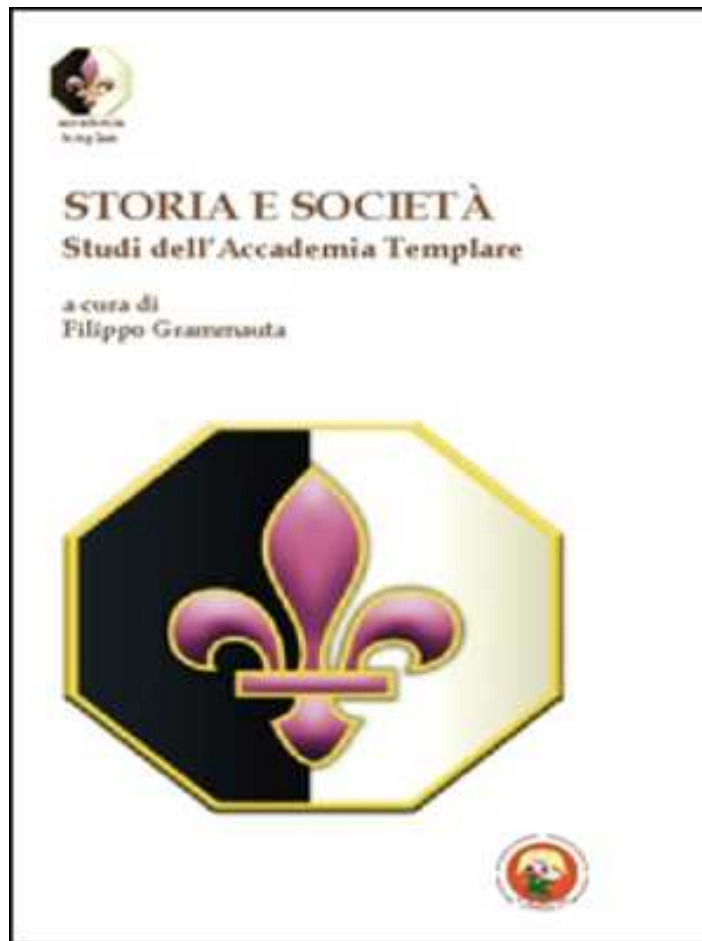 STORIA E SOCIETÀ
Studi dell'Accademia Templare
a cura di
Filippo Grammauta